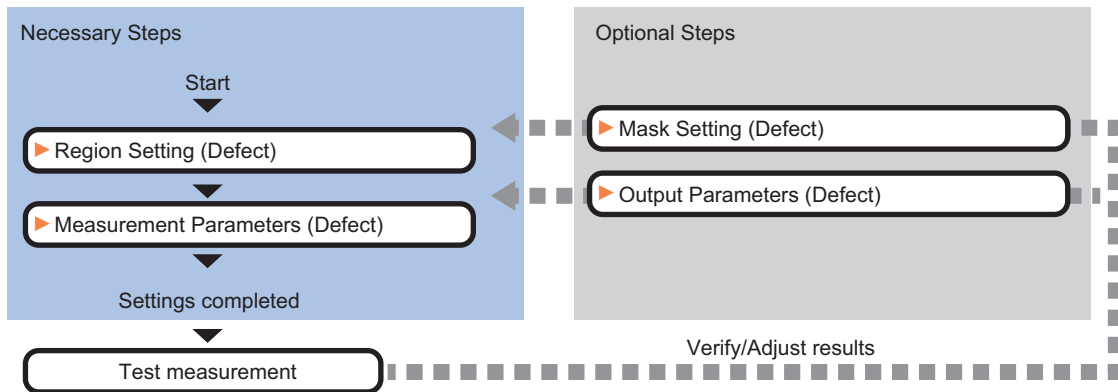 Necessary Steps
Start
Region Setting (Defect)
Measurement Parameters (Defect)
Settings completed
Test measurement
Optional Steps
Mask Setting (Defect)
Output Parameters (Defect)
Verify/Adjust results